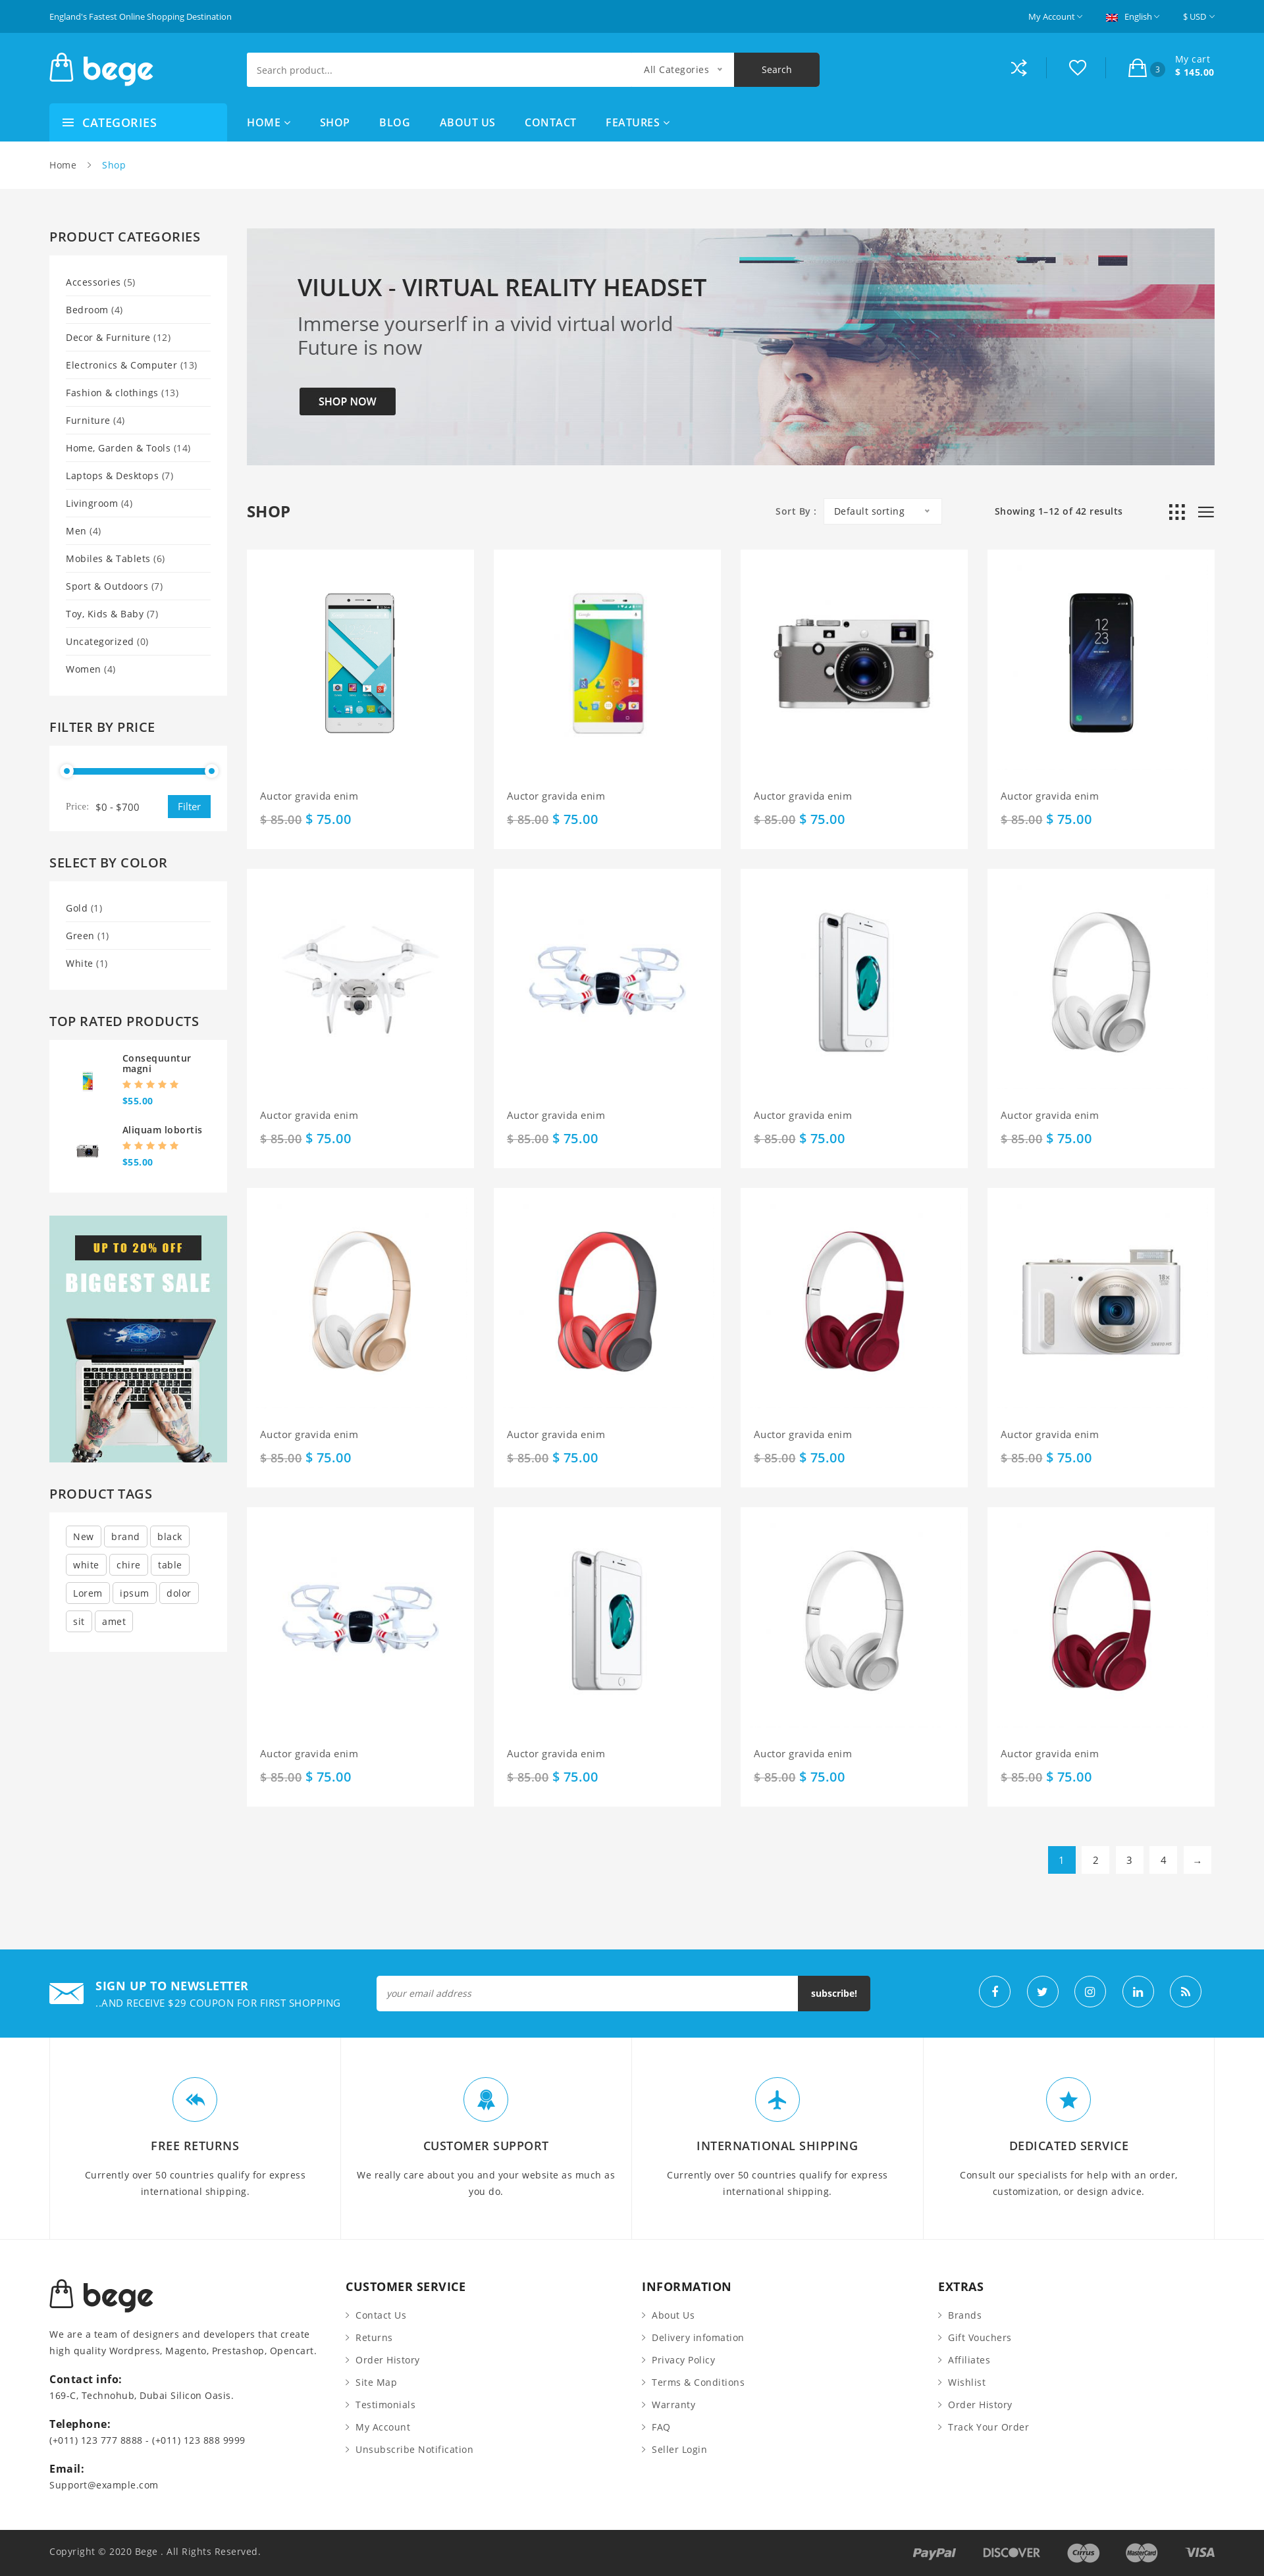 England's Fastest Online Shopping Destination
My Account
English
$ USD
bege
Search product...
All Categories
Search
3
My cart
$ 145.00
CATEGORIES
HOME
SHOP
BLOG
ABOUT US
CONTACT
FEATURES
Home
Shop
PRODUCT CATEGORIES
Accessories (5)
Bedroom (4)
Decor & Furniture (12)
Electronics & Computer (13)
Fashion & clothings (13)
Furniture (4)
Home, Garden & Tools (14)
Laptops & Desktops (7)
Livingroom (4)
Men (4)
Mobiles & Tablets (6)
Sport & Outdoors (7)
Toy, Kids & Baby (7)
Uncategorized (0)
Women (4)
FILTER BY PRICE
Price: $0 - $700
Filter
SELECT BY COLOR
Gold (1)
Green (1)
White (1)
TOP RATED PRODUCTS
Consequuntur
magni
$55.00
Aliquam lobortis
$55.00
UP TO 20% OFF
BIGGEST SALE
PRODUCT TAGS
New
brand
black
white
chire
table
Lorem
ipsum
dolor
sit
amet
VIULUX - VIRTUAL REALITY HEADSET
Immerse yourserlf in a vivid virtual world
Future is now
SHOP NOW
SHOP
Sort By :
Default sorting
Showing 1–12 of 42 results
12
23
Auctor gravida enim
$ 85.00 $ 75.00
Auctor gravida enim
$ 85.00 $ 75.00
Auctor gravida enim
$ 85.00 $ 75.00
Auctor gravida enim
$ 85.00 $ 75.00
Auctor gravida enim
$ 85.00 $ 75.00
Auctor gravida enim
$ 85.00 $ 75.00
Auctor gravida enim
$ 85.00 $ 75.00
Auctor gravida enim
$ 85.00 $ 75.00
Auctor gravida enim
$ 85.00 $ 75.00
Auctor gravida enim
$ 85.00 $ 75.00
Auctor gravida enim
$ 85.00 $ 75.00
Auctor gravida enim
$ 85.00 $ 75.00
Auctor gravida enim
$ 85.00 $ 75.00
Auctor gravida enim
$ 85.00 $ 75.00
Auctor gravida enim
$ 85.00 $ 75.00
Auctor gravida enim
$ 85.00 $ 75.00
1
2
3
4
→
SIGN UP TO NEWSLETTER
..AND RECEIVE $29 COUPON FOR FIRST SHOPPING
your email address
subscribe!
FREE RETURNS
Currently over 50 countries qualify for express
international shipping.
CUSTOMER SUPPORT
We really care about you and your website as much as
you do.
INTERNATIONAL SHIPPING
Currently over 50 countries qualify for express
international shipping.
DEDICATED SERVICE
Consult our specialists for help with an order,
customization, or design advice.
bege
We are a team of designers and developers that create
high quality Wordpress, Magento, Prestashop, Opencart.
Contact info:
169-C, Technohub, Dubai Silicon Oasis.
Telephone:
(+011) 123 777 8888 - (+011) 123 888 9999
Email:
Support@example.com
CUSTOMER SERVICE
Contact Us
Returns
Order History
Site Map
Testimonials
My Account
Unsubscribe Notification
INFORMATION
About Us
Delivery infomation
Privacy Policy
Terms & Conditions
Warranty
FAQ
Seller Login
EXTRAS
Brands
Gift Vouchers
Affiliates
Wishlist
Order History
Track Your Order
Copyright © 2020 Bege . All Rights Reserved.
PayPal
DISCOVER
Cirrus
MasterCard
VISA